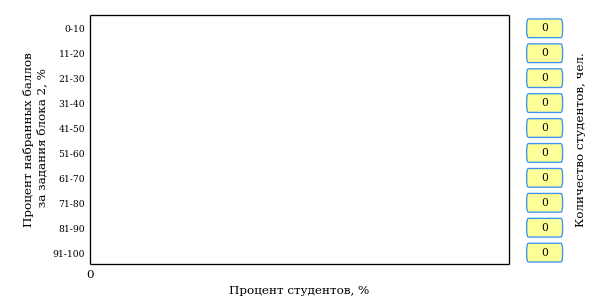 Процент набранных баллов
за задания блока 2, %
0-10 0
11-20 0
21-30 0
31-40 0
41-50 0
51-60 0
61-70 0
71-80 0
81-90 0
91-100 0
Количество студентов, чел.
0
Процент студентов, %